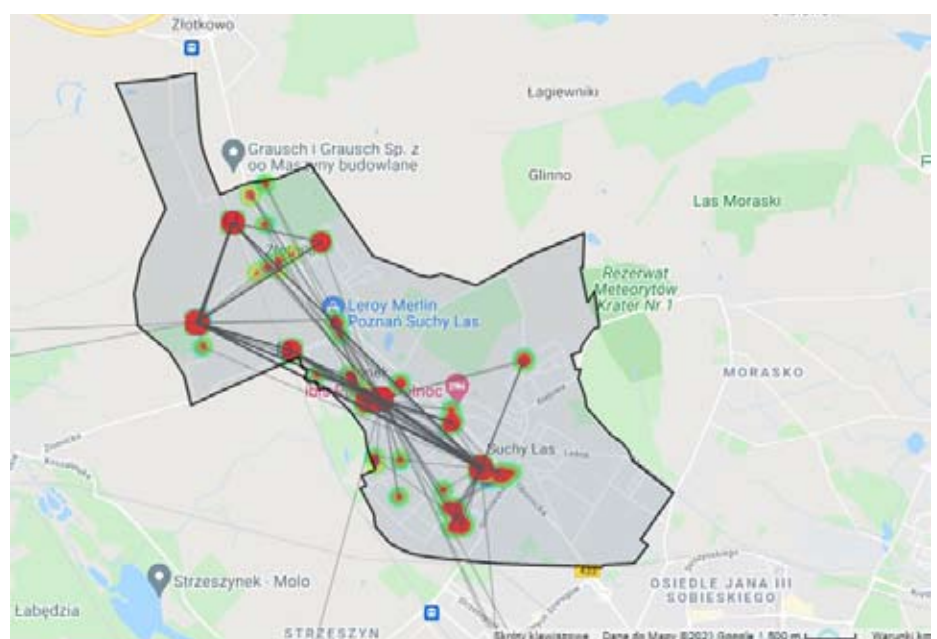 Złotkowo
Łagiewniki
Grausch i Grausch Sp. z
oo Maszyny budowlane
Glinno
Las Moraski
Rezerwat
Meteorytów
Krater Nr 1
Leroy Merlin
Poznań Suchy Las
MORASKO
Suchy Las
433
Strzeszynek - Molo
OSIEDLE JANA III
SOBIESKIEGO
Łabędzia
STRZESZYN
Skróty klawiszowe Dane do Mapy ©2021 Google 500 m